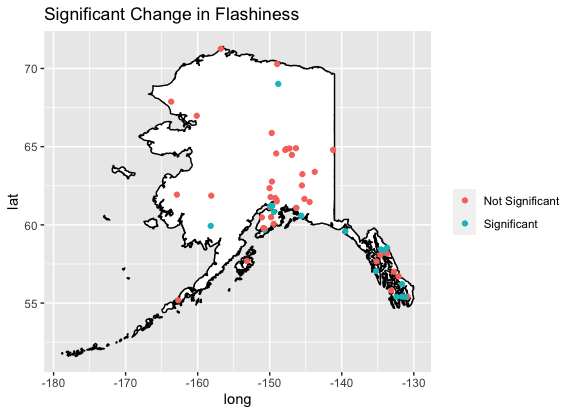 Significant Change in Flashiness
70
65
60
55
lat
-180 -170 -160 -150 -140 -130
long
Not Significant
Significant